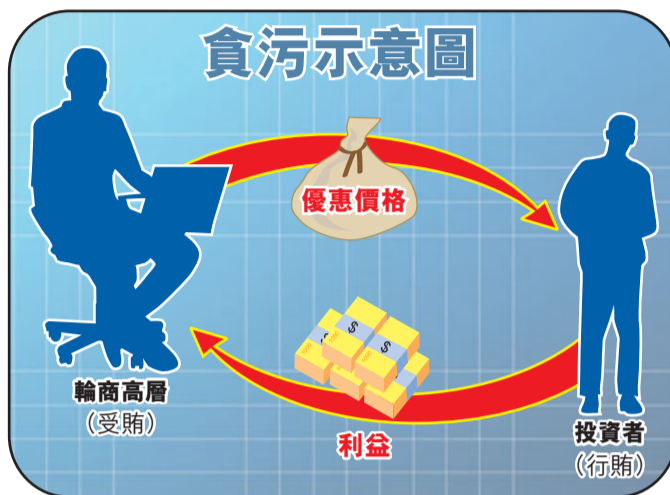 貪污示意圖
優惠價格
輪商高層
（受賄）
利益
投資者
（行賄）